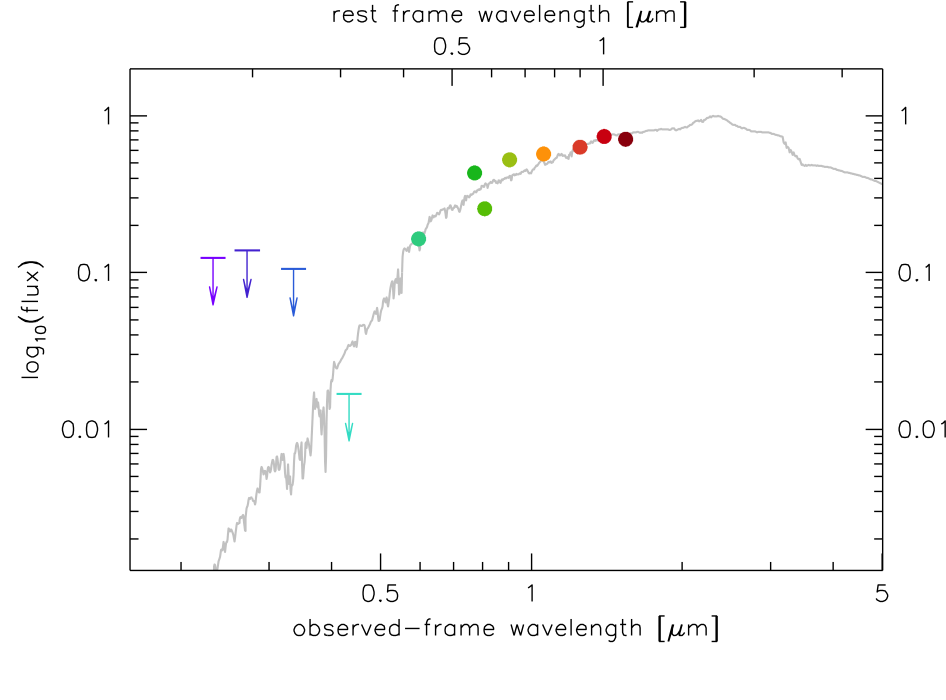 rest frame wavelength [μm]
0.5 1
1 1
0.1 0.1
log10(flux)
0.01 0.01
0.5 1 5
observed-frame wavelength [μm]